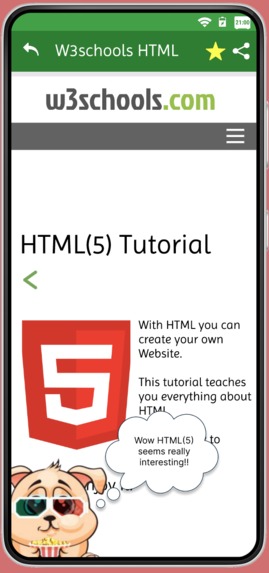 21:00
W3schools HTML
w3schools.com
HTML(5) Tutorial
5
With HTML you can
create your own
Website.
This tutorial teaches
you everything about
HTML
Wow HTML(5)
seems really
interesting!!
to